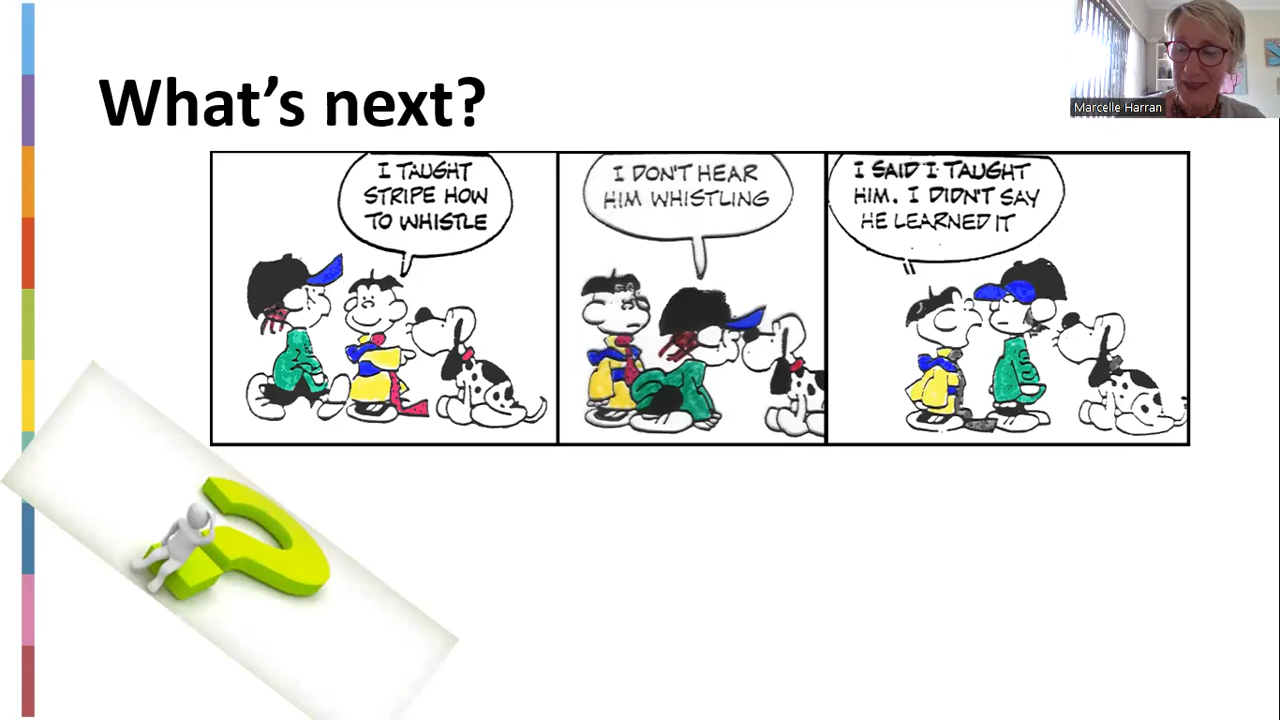 Marcelle Harran
What's next?
I TAUGHT
STRIPE HOW
TO WHISTLE
I DON'T HEAR
HIM WHISTLING
I SAID I TAUGHT
HIM. I DIDN'T SAY
HE LEARNED IT